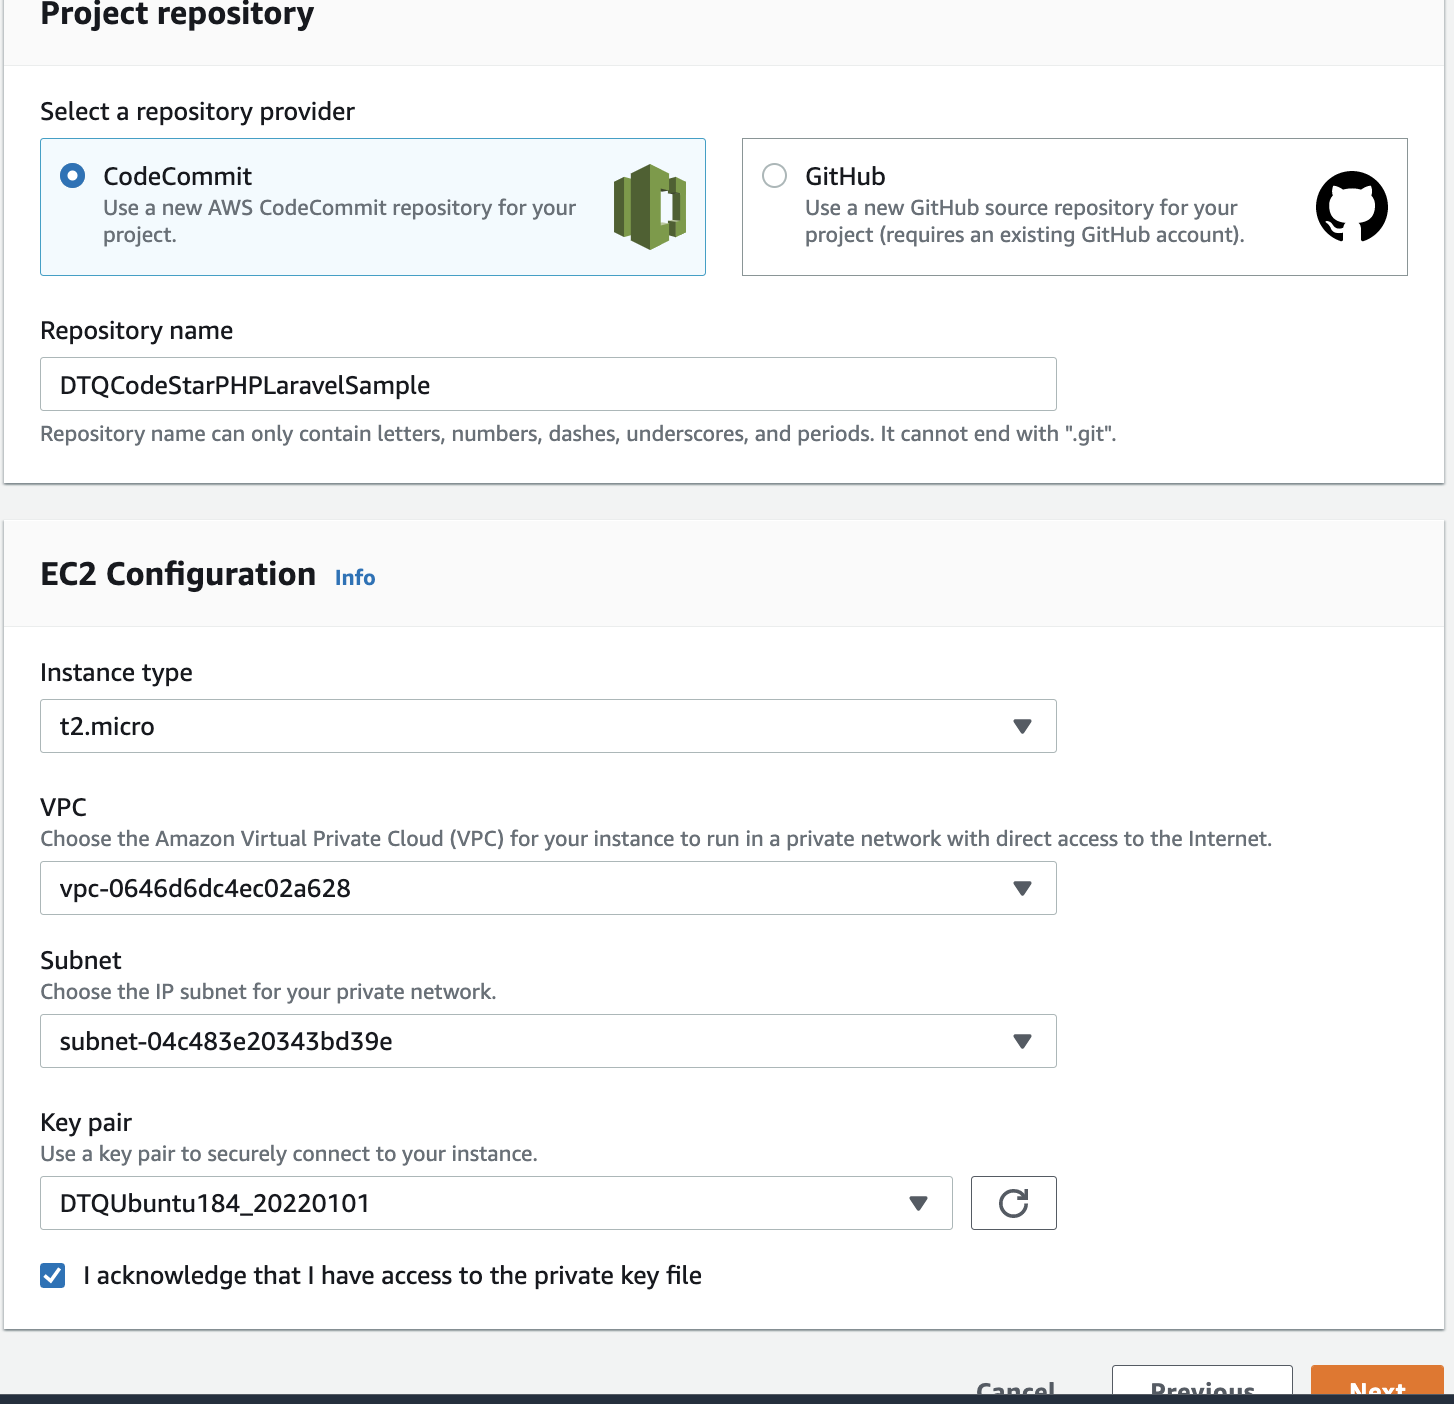 Project repository
Select a repository provider
CodeCommit
Use a new AWS CodeCommit repository for your
project.
GitHub
Use a new GitHub source repository for your
project (requires an existing GitHub account).
Repository name
DTQCodeStarPHPLaravelSample
Repository name can only contain letters, numbers, dashes, underscores, and periods. It cannot end with ".git".
EC2 Configuration Info
Instance type
t2.micro
VPC
Choose the Amazon Virtual Private Cloud (VPC) for your instance to run in a private network with direct access to the Internet.
vpc-0646d6dc4ec02a628
Subnet
Choose the IP subnet for your private network.
subnet-04c483e20343bd39e
Key pair
Use a key pair to securely connect to your instance.
DTQUbuntu184_20220101
I acknowledge that I have access to the private key file
Cancel Previous Next